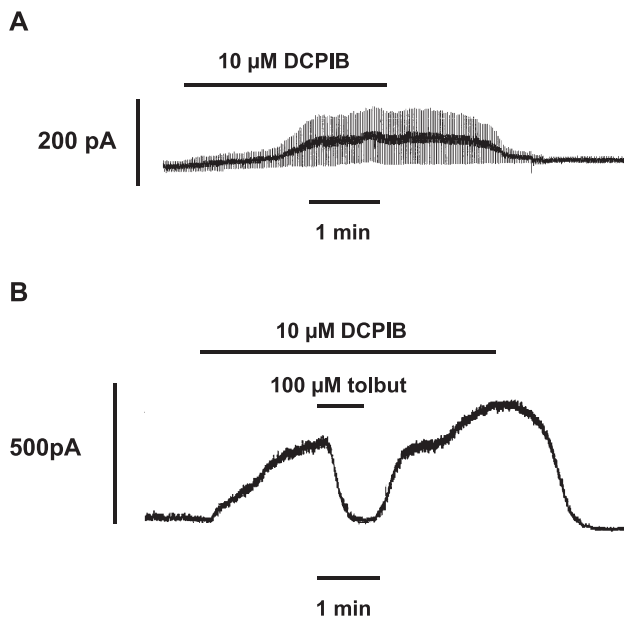 A
10 µM DCPIB
200 pA
1 min
B
10 µM DCPIB
100 µM tolbut
500pA
1 min